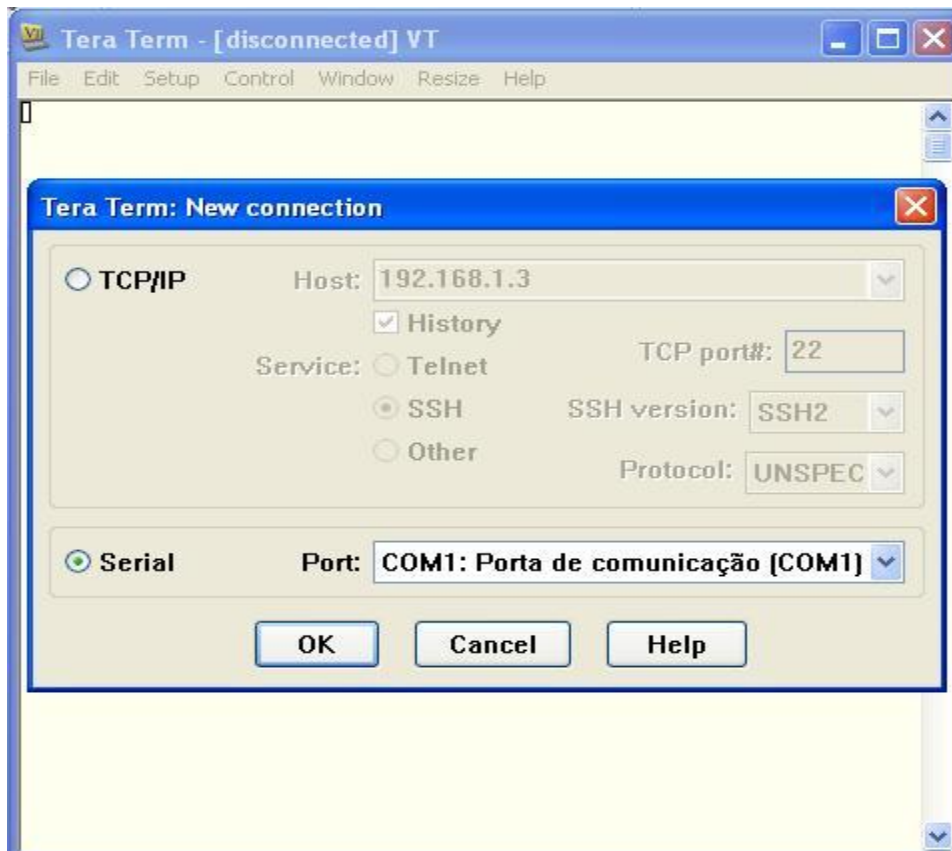 Tera Term - [disconnected] VT
File Edit Setup Control Window Resize Help
Tera Term: New connection
TCP/IP Host: 192.168.1.3
History
Service: Telnet TCP port#: 22
SSH SSH version: SSH2
Other Protocol: UNSPEC
Serial Port: COM1: Porta de comunicação (COM1)
OK Cancel Help